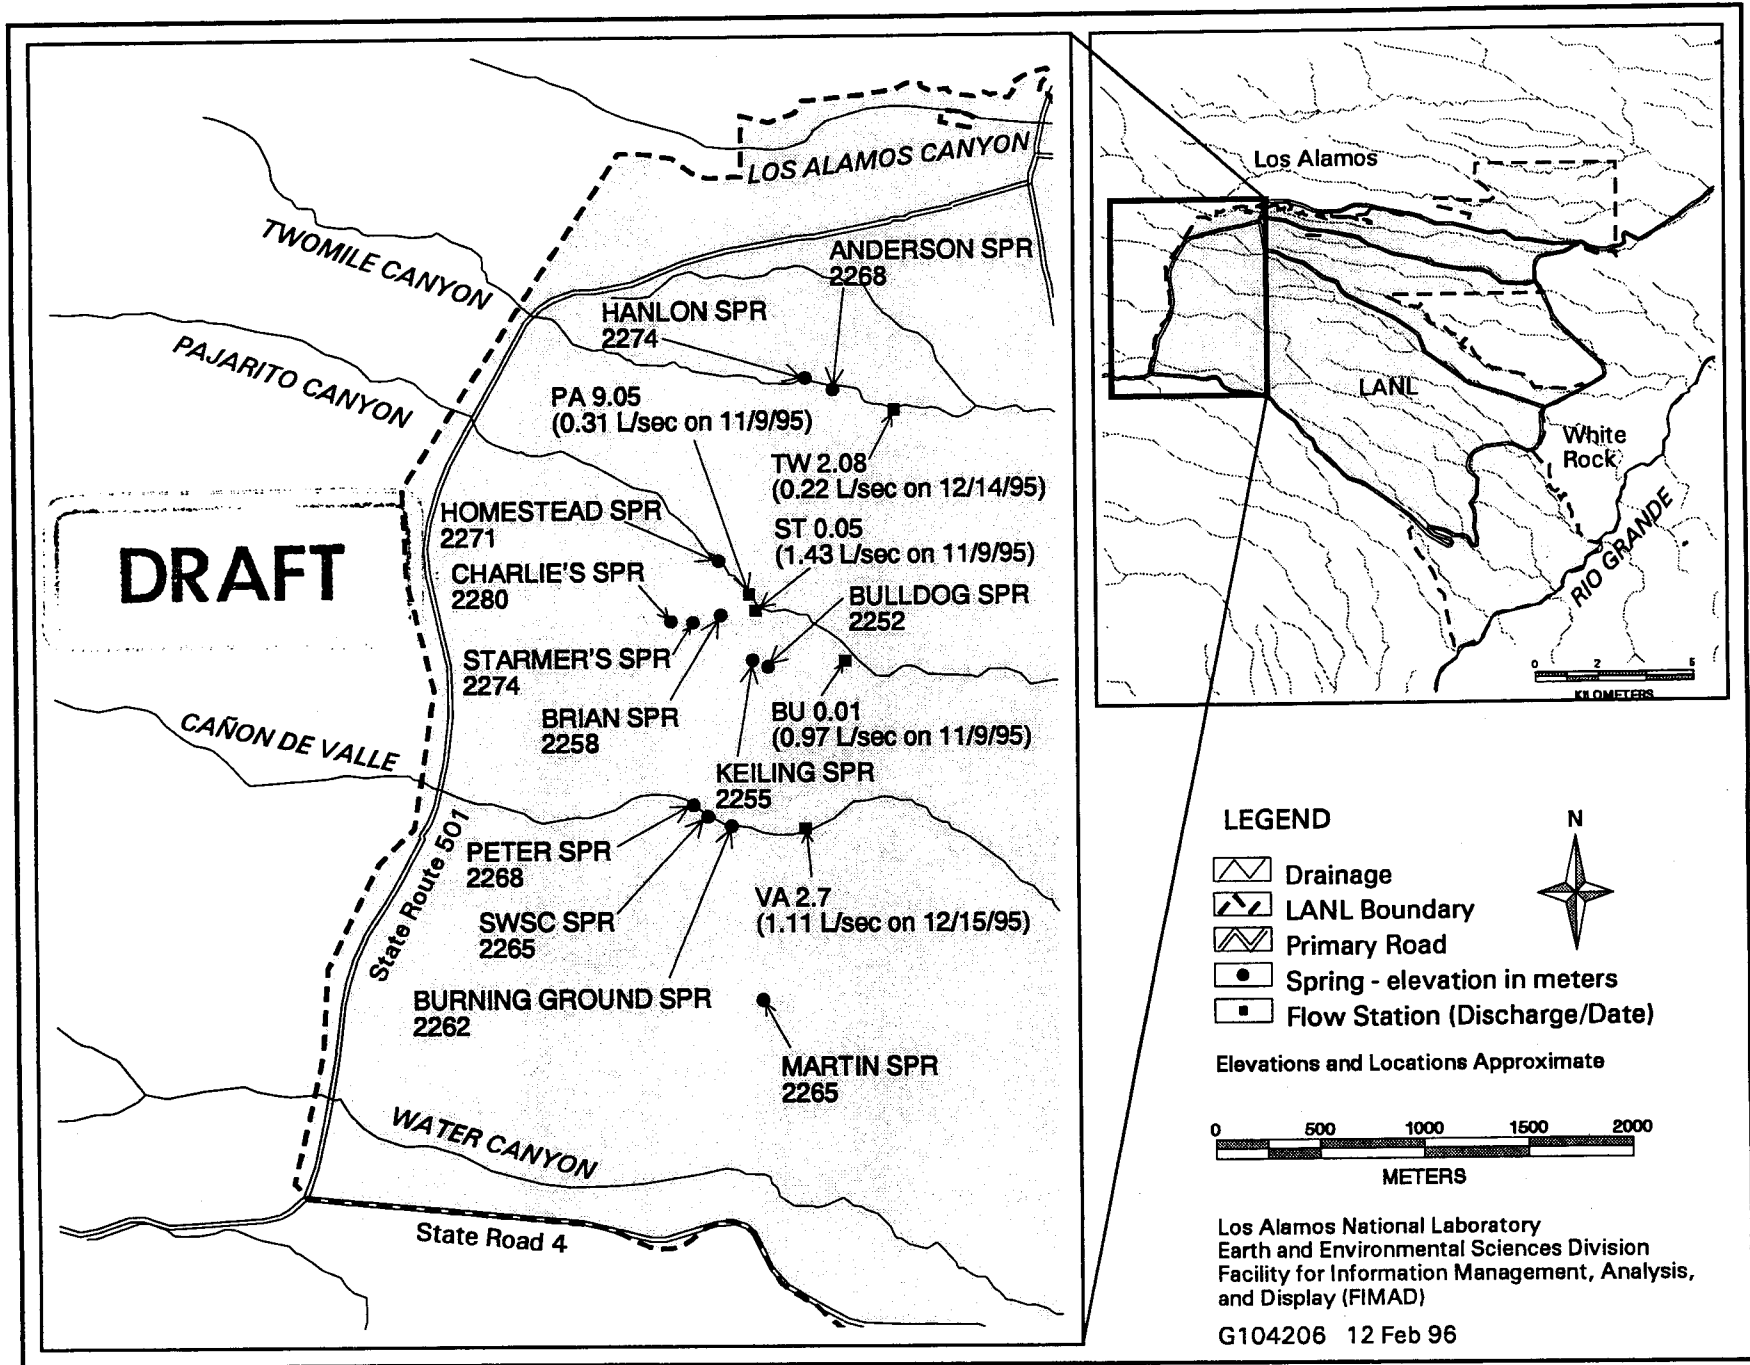 LOS ALAMOS CANYON
TWOMILE CANYON
PAJARITO CANYON
ANDERSON SPR
2268
HANLON SPR
2274
PA 9.05
(0.31 L/sec on 11/9/95)
TW 2.08
(0.22 L/sec on 12/14/95)
HOMESTEAD SPR
2271
ST 0.05
(1.43 L/sec on 11/9/95)
DRAFT
CHARLIE'S SPR
2280
BULLDOG SPR
2252
STARMER'S SPR
2274
BRIAN SPR
2258
BU 0.01
(0.97 L/sec on 11/9/95)
CAÑON DE VALLE
KEILING SPR
2255
State Route 501
PETER SPR
2268
VA 2.7
(1.11 L/sec on 12/15/95)
SWSC SPR
2265
BURNING GROUND SPR
2262
MARTIN SPR
2265
WATER CANYON
State Road 4
Los Alamos
LANL
White
Rock
RIO GRANDE
0 2 6
KILOMETERS
LEGEND
N
Drainage
LANL Boundary
Primary Road
Spring - elevation in meters
Flow Station (Discharge/Date)
Elevations and Locations Approximate
0 500 1000 1500 2000
METERS
Los Alamos National Laboratory
Earth and Environmental Sciences Division
Facility for Information Management, Analysis,
and Display (FIMAD)
G104206 12 Feb 96